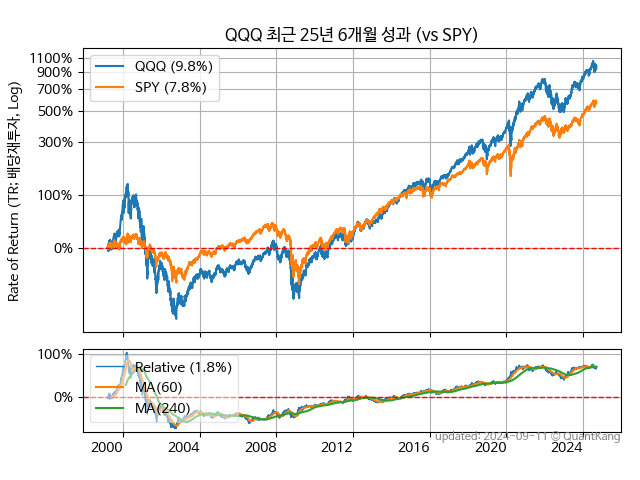 QQQ 최근 25년 6개월 성과 (vs SPY)
Rate of Return (TR; 배당재투자, Log)
1100%
900%
700%
500%
300%
100%
0%
QQQ (9.8%)
SPY (7.8%)
100%
0%
Relative (1.8%)
MA(60)
MA(240)
2000 2004 2008 2012 2016 2020 2024
updated: 2024-09-11 © QuantKang